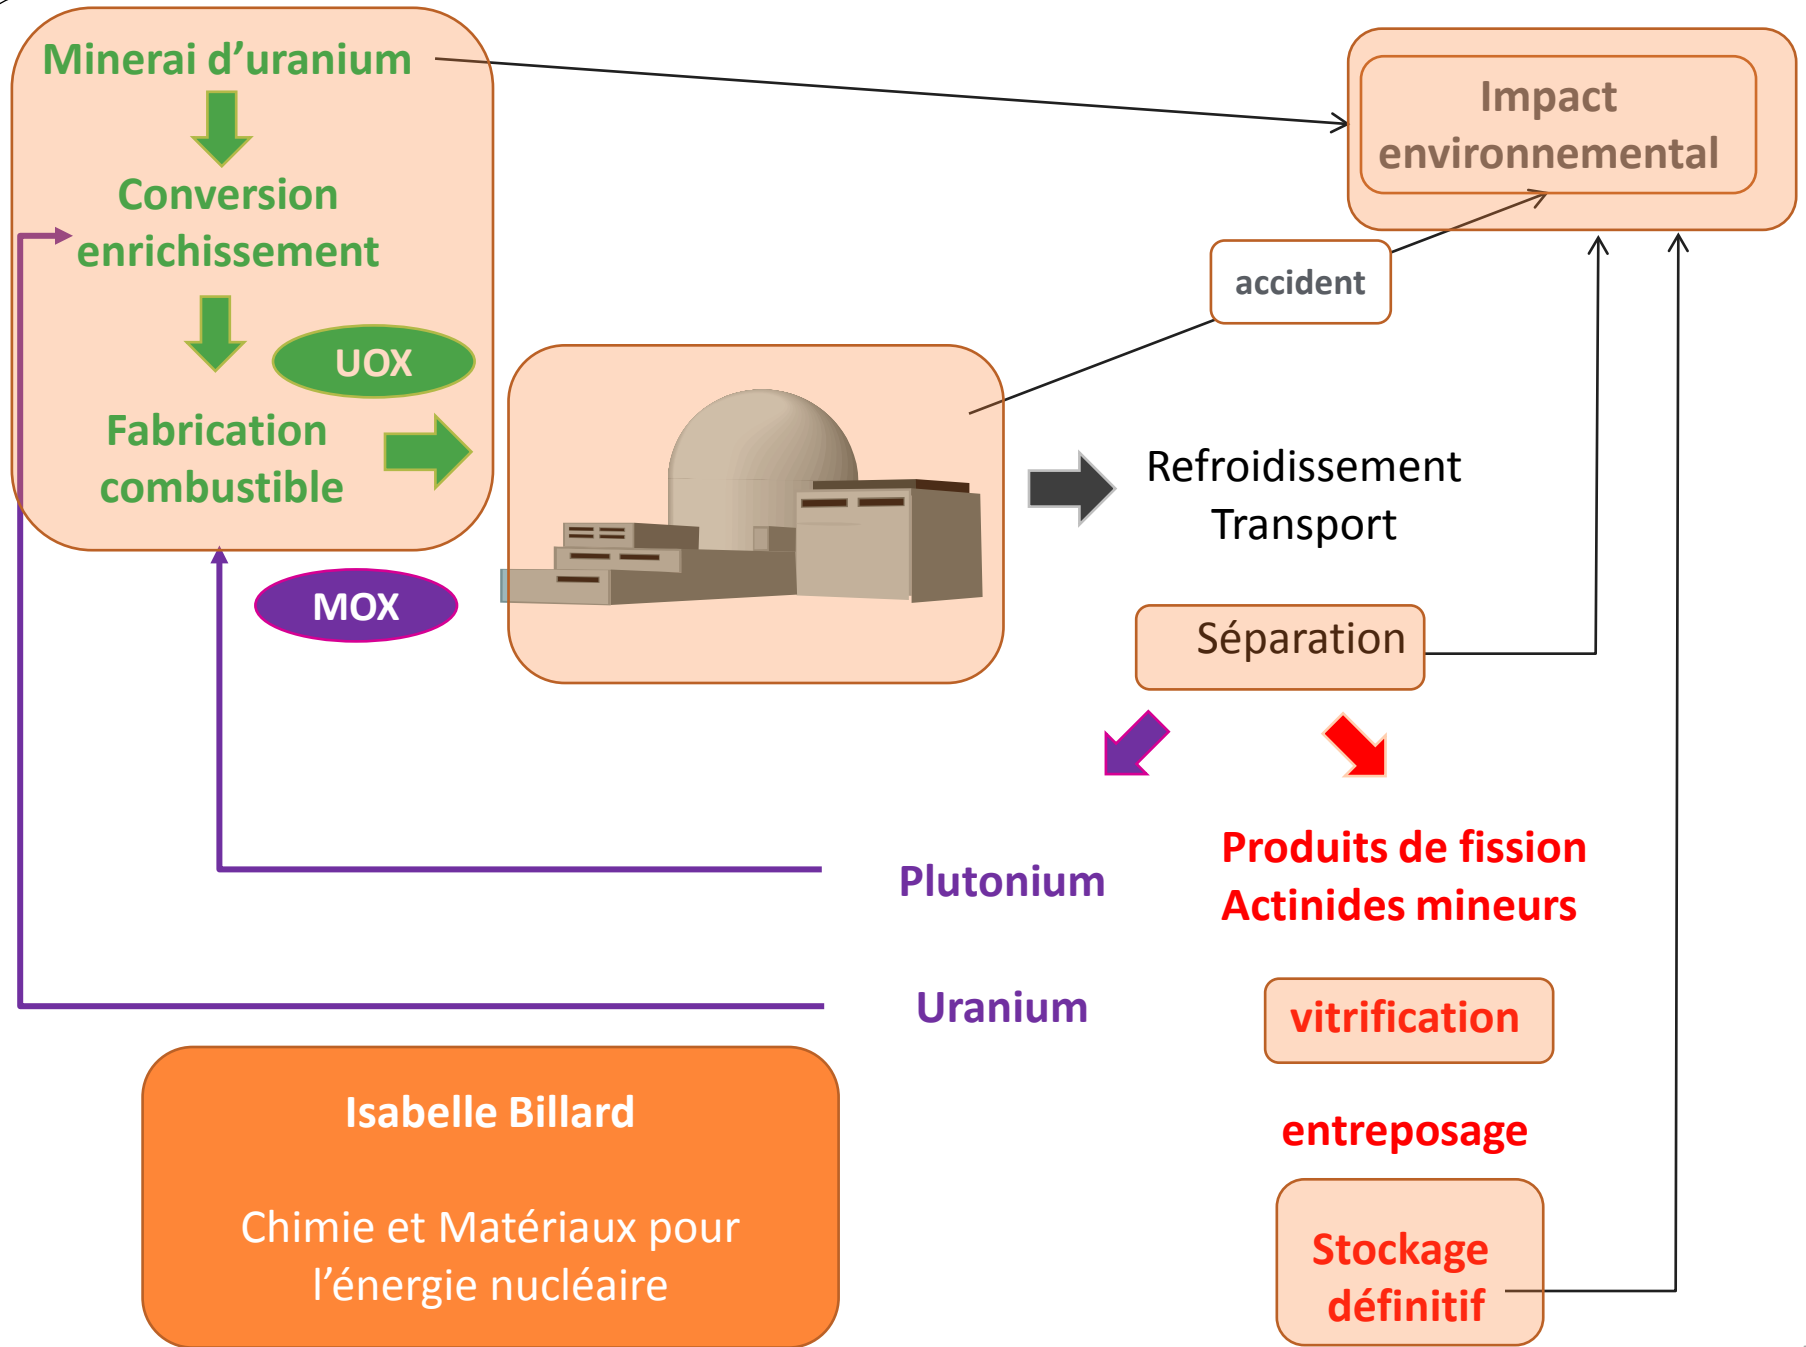 Minerai d’uranium
Conversion
enrichissement
UOX
Fabrication
combustible
MOX
Impact
environnemental
accident
Refroidissement
Transport
Séparation
Plutonium
Uranium
Produits de fission
Actinides mineurs
vitrification
entreposage
Stockage
définitif
Isabelle Billard
Chimie et Matériaux pour
l’énergie nucléaire